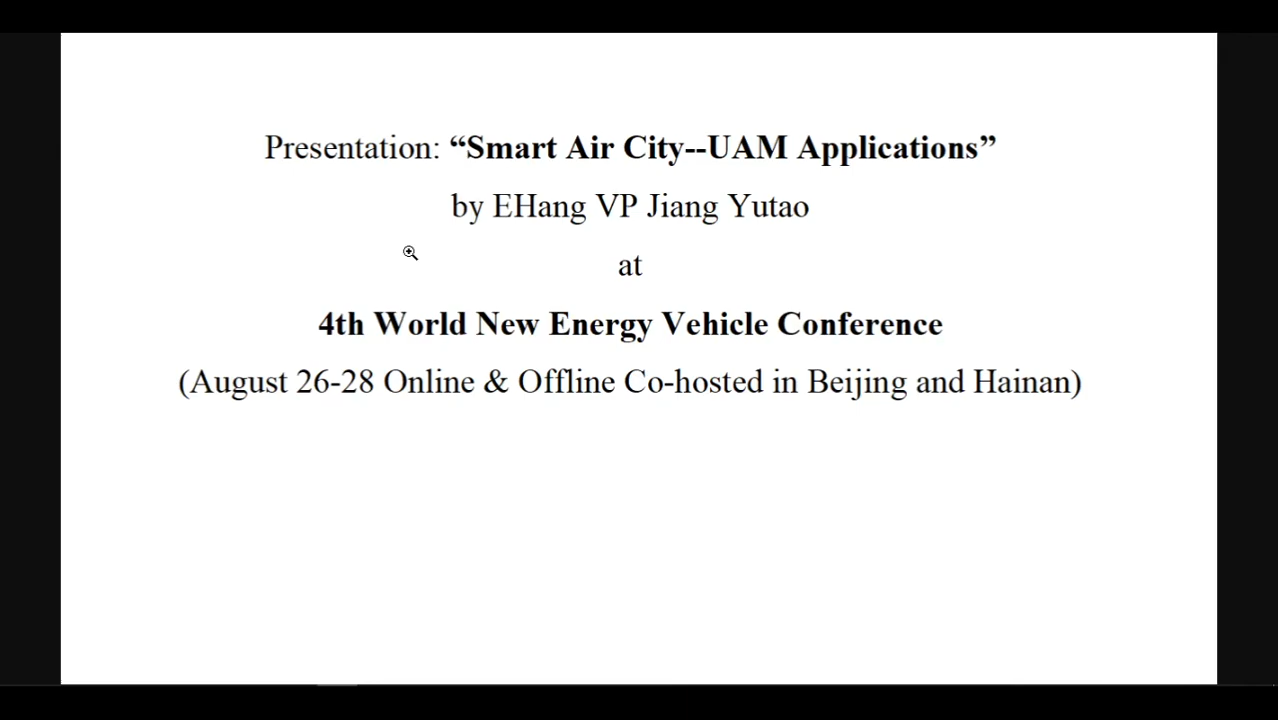 Presentation: “Smart Air City--UAM Applications”
by EHang VP Jiang Yutao
at
4th World New Energy Vehicle Conference
(August 26-28 Online & Offline Co-hosted in Beijing and Hainan)